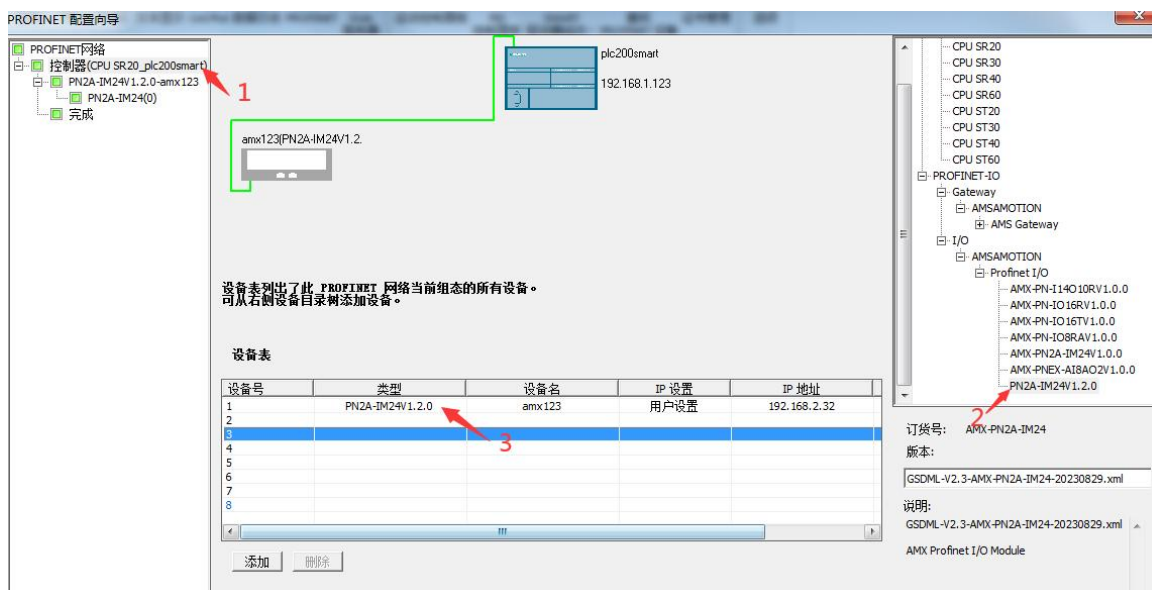 PROFINET 配置向导
PROFINET网络
控制器(CPU SR20_plc200smart)
PN2A-IM24V1.2.0-amx123
PN2A-IM24(0)
完成
1
plc200smart
192.168.1.123
amx123(PN2A-IM24V1.2.
设备表列出了此 PROFINET 网络当前组态的所有设备。
可从右侧设备目录树添加设备。
设备表
设备号 类型 设备名 IP 设置 IP 地址
1 PN2A-IM24V1.2.0 amx123 用户设置 192.168.2.32
2
3
4
5
6
7
8
3
添加 删除
CPU SR20
CPU SR30
CPU SR40
CPU SR60
CPU ST20
CPU ST30
CPU ST40
CPU ST60
PROFINET-IO
Gateway
AMSAMOTION
AMS Gateway
I/O
AMSAMOTION
Profinet I/O
AMX-PN-I14O10RV1.0.0
AMX-PN-IO16RV1.0.0
AMX-PN-IO16TV1.0.0
AMX-PN-IO8RAV1.0.0
AMX-PN2A-IM24V1.0.0
AMX-PNEX-AI8AO2V1.0.0
PN2A-IM24V1.2.0
2
订货号: AMX-PN2A-IM24
版本:
GSDML-V2.3-AMX-PN2A-IM24-20230829.xml
说明:
GSDML-V2.3-AMX-PN2A-IM24-20230829.xml
AMX Profinet I/O Module